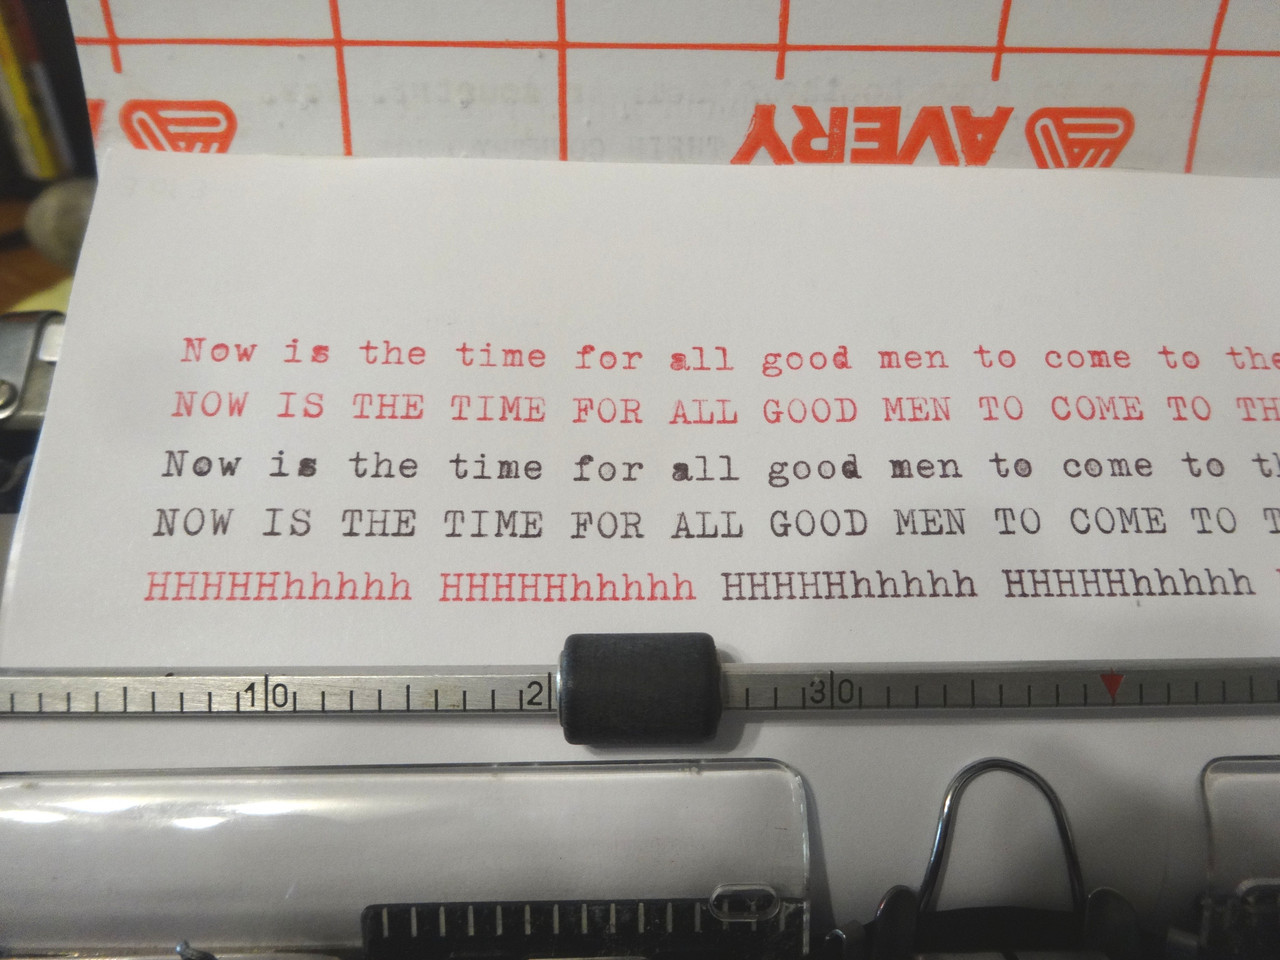 AVERY
Now is the time for all good men to come to the
NOW IS THE TIME FOR ALL GOOD MEN TO COME TO TH
Now is the time for all good men to come to th
NOW IS THE TIME FOR ALL GOOD MEN TO COME TO T
HHHHHhhhhh HHHHHhhhhh HHHHHhhhhh HHHHHhhhhh
10 2 30